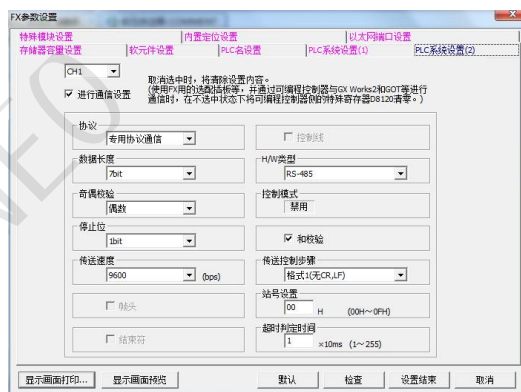 FX参数设置
特殊模块设置 内置定位设置 以太网端口设置
存储器容量设置 软元件设置 PLC名设置 PLC系统设置(1) PLC系统设置(2)
CH1
取消选中时，将清除设置内容。
进行通信设置 (使用FX用的选配插板等，并通过可编程控制器与GX Works2和GOT等进行
通信时，在不选中状态下将可编程控制器侧的特殊寄存器D8120清零。)
协议
专用协议通信 控制线
数据长度 H/W类型
7bit RS-485
奇偶校验 控制模式
偶数 禁用
停止位
1bit 和校验
传送速度 传送控制步骤
9600 (bps) 格式1(无CR,LF)
帧头 站号设置
00 H (00H～0FH)
结束符 超时判定时间
1 ×10ms (1～255)
显示画面打印... 显示画面预览 默认 检查 设置结束 取消